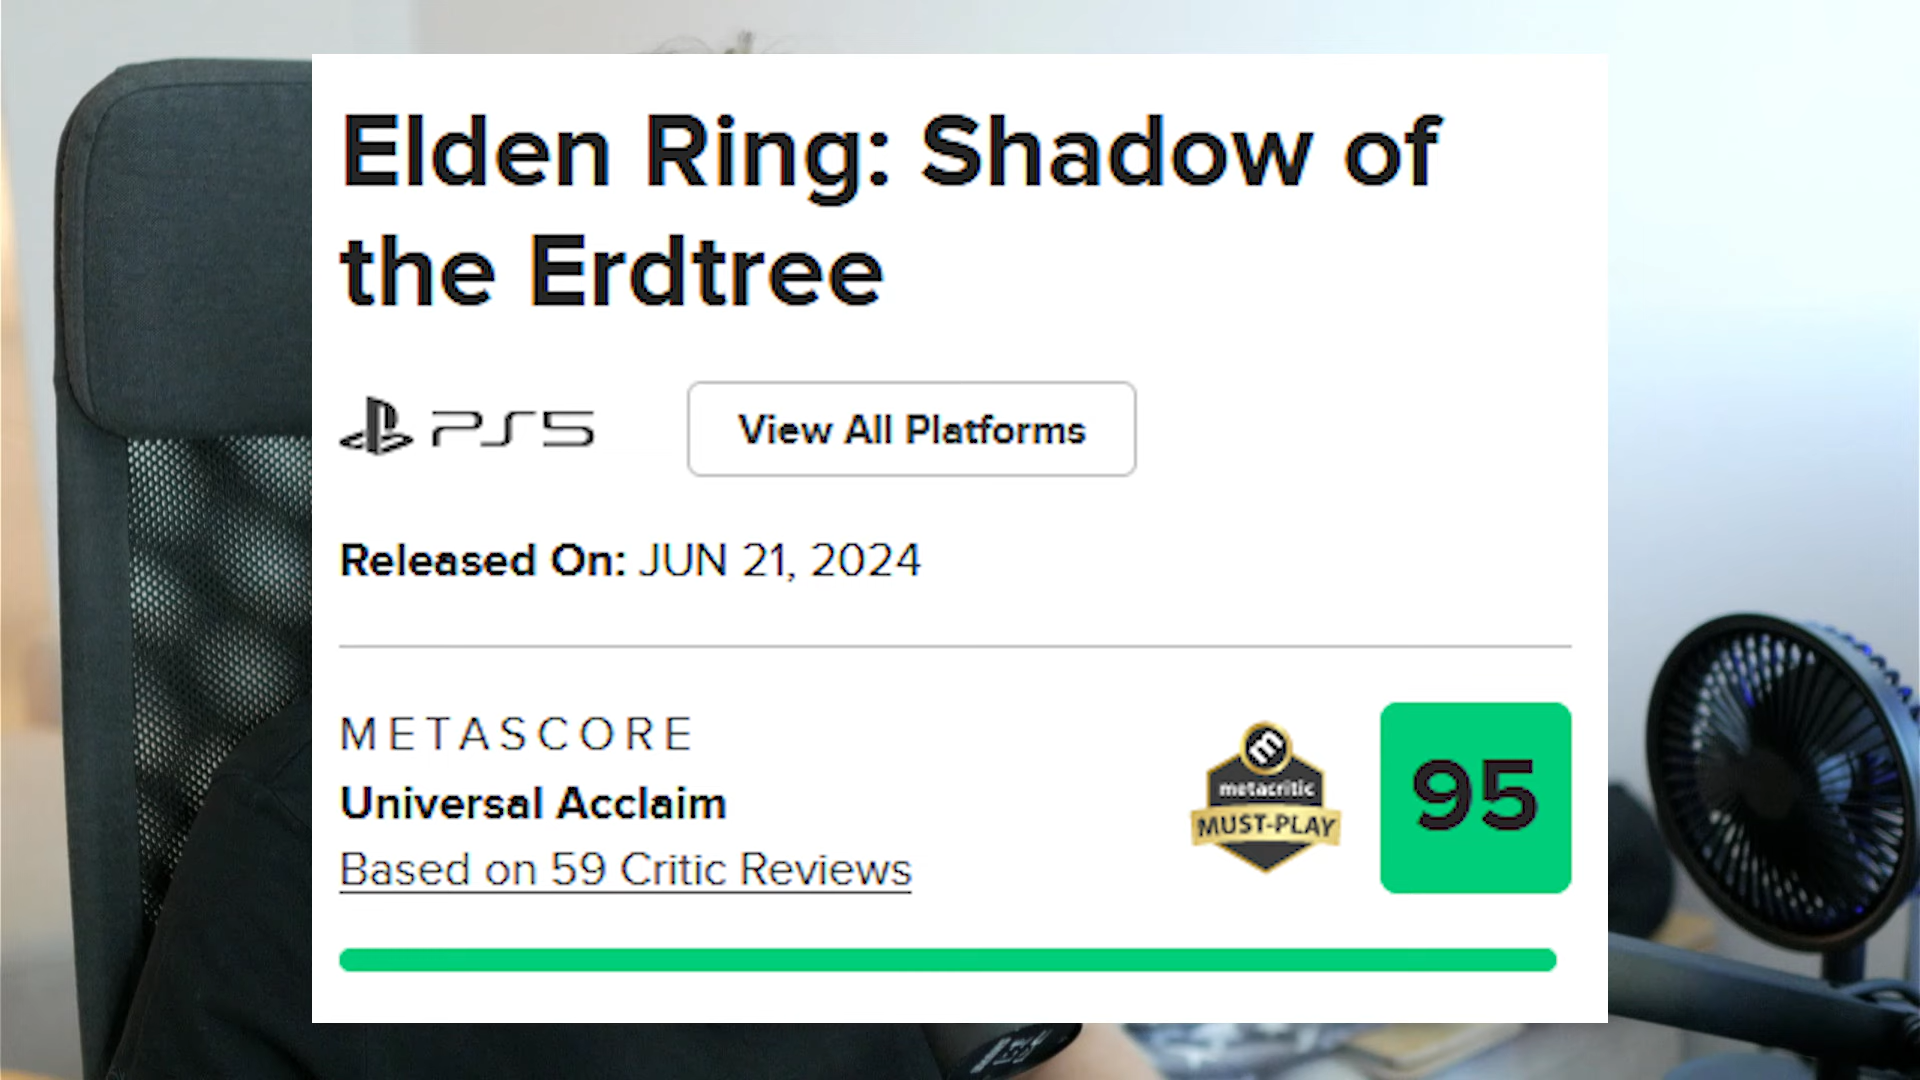 Elden Ring: Shadow of
the Erdtree
PS5
View All Platforms
Released On: JUN 21, 2024
METASCORE
Universal Acclaim
Based on 59 Critic Reviews
m
metacritic
MUST-PLAY
95